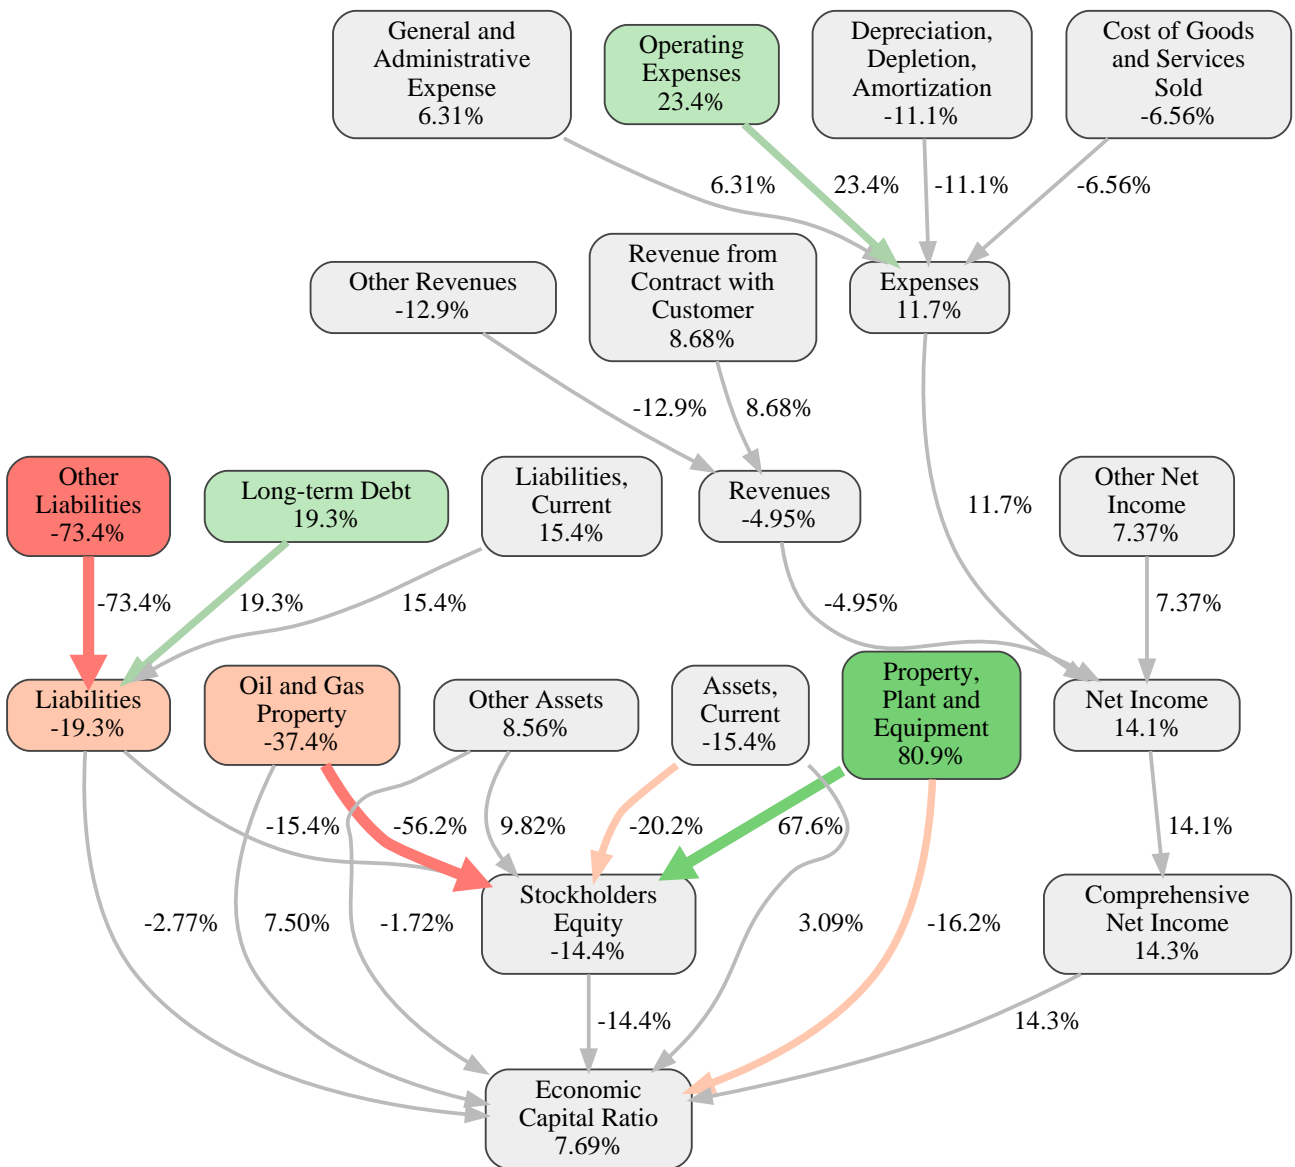 General and
Administrative
Expense
6.31%
Operating
Expenses
23.4%
Depreciation,
Depletion,
Amortization
-11.1%
Cost of Goods
and Services
Sold
-6.56%
6.31%
23.4%
-11.1%
-6.56%
Other Revenues
-12.9%
Revenue from
Contract with
Customer
8.68%
Expenses
11.7%
-12.9%
8.68%
Other
Liabilities
-73.4%
Long-term Debt
19.3%
Liabilities,
Current
15.4%
Revenues
-4.95%
11.7%
Other Net
Income
7.37%
-73.4%
19.3%
15.4%
-4.95%
7.37%
Liabilities
-19.3%
Oil and Gas
Property
-37.4%
Other Assets
8.56%
Assets,
Current
-15.4%
Property,
Plant and
Equipment
80.9%
Net Income
14.1%
-15.4%
-56.2%
9.82%
-20.2%
67.6%
14.1%
Stockholders
Equity
-14.4%
Comprehensive
Net Income
14.3%
-2.77%
7.50%
-1.72%
3.09%
-16.2%
-14.4%
14.3%
Economic
Capital Ratio
7.69%